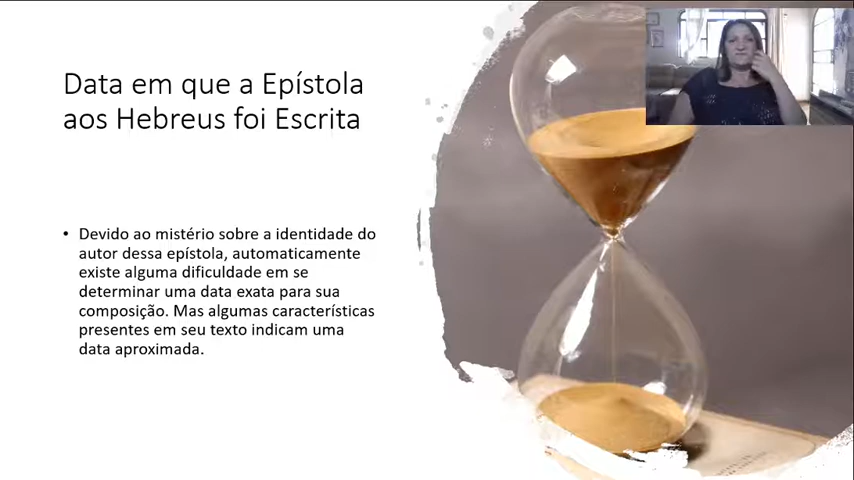 Data em que a Epístola
aos Hebreus foi Escrita
• Devido ao mistério sobre a identidade do
autor dessa epístola, automaticamente
existe alguma dificuldade em se
determinar uma data exata para sua
composição. Mas algumas características
presentes em seu texto indicam uma
data aproximada.